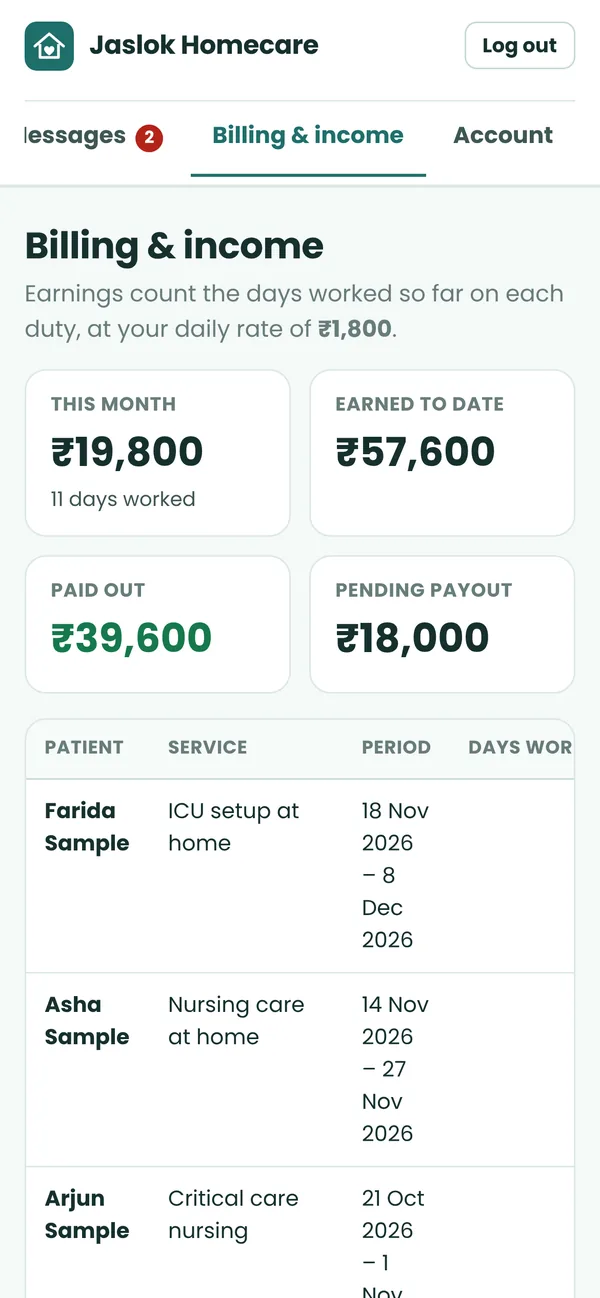 Jaslok Homecare
Log out
essages 2
Billing & income
Account
Billing & income
Earnings count the days worked so far on each
duty, at your daily rate of ₹1,800.
THIS MONTH
₹19,800
11 days worked
EARNED TO DATE
₹57,600
PAID OUT
₹39,600
PENDING PAYOUT
₹18,000
PATIENT SERVICE PERIOD DAYS WOR
Farida
Sample
ICU setup at
home
18 Nov
2026
– 8
Dec
2026
Asha
Sample
Nursing care
at home
14 Nov
2026
– 27
Nov
2026
Arjun
Sample
Critical care
nursing
21 Oct
2026
– 1
Nov